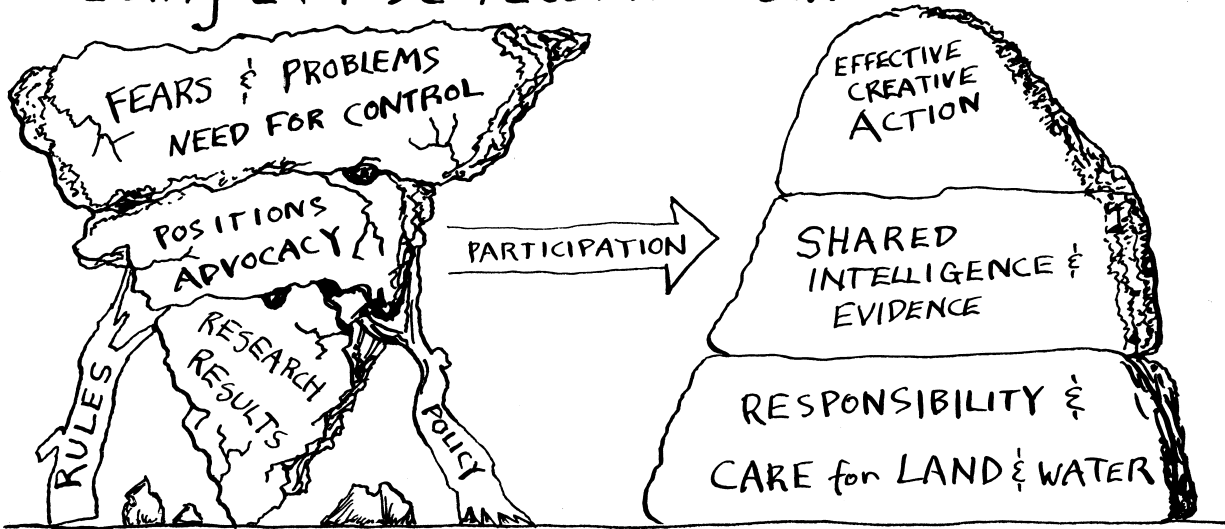 FEARS & PROBLEMS
NEED FOR CONTROL
POSITIONS
ADVOCACY
RESEARCH
RESULTS
RULES
POLICY
PARTICIPATION
EFFECTIVE
CREATIVE
ACTION
SHARED
INTELLIGENCE &
EVIDENCE
RESPONSIBILITY &
CARE for LAND & WATER